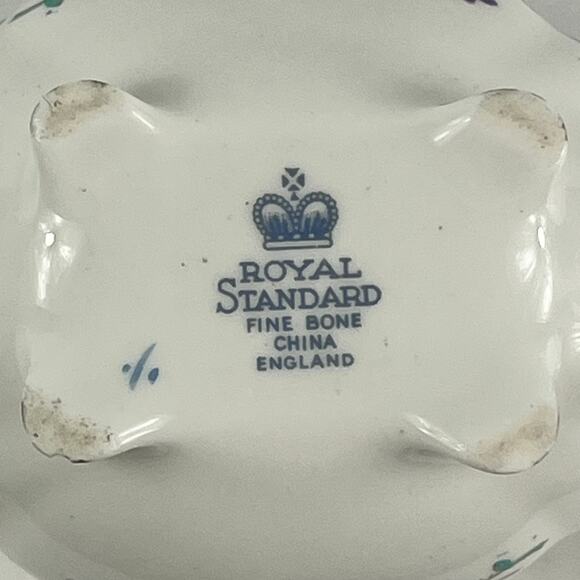 ROYAL
STANDARD
FINE BONE
CHINA
ENGLAND